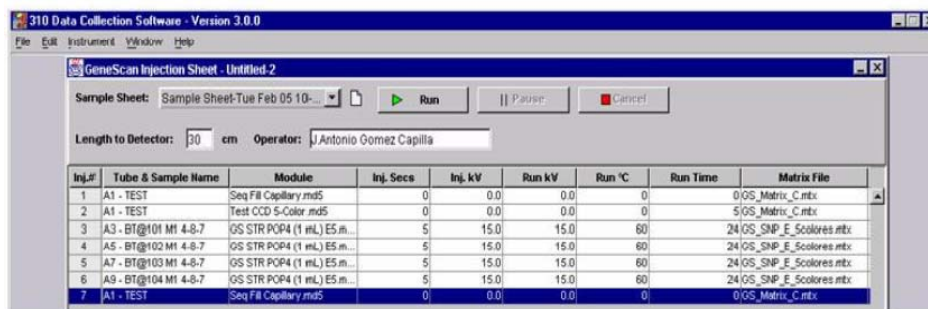 310 Data Collection Software - Version 3.0.0
File Edit Instrument Window Help
GeneScan Injection Sheet - Untitled-2
Sample Sheet: Sample Sheet-Tue Feb 05 10-... Run Pause Cancel
Length to Detector: 30 cm Operator: J.Antonio Gomez Capilla
Inj.# Tube & Sample Name Module Inj. Secs Inj. kV Run kV Run °C Run Time Matrix File
1 A1 - TEST Seq Fill Capillary.md5 0 0.0 0.0 0 0 GS_Matrix_C.mtx
2 A1 - TEST Test CCD 5-Color.md5 0 0.0 0.0 0 5 GS_Matrix_C.mtx
3 A3 - BT@101 M1 4-8-7 GS STR POP4 (1 mL) E5.m... 5 15.0 15.0 60 24 GS_SNP_E_5colores.mtx
4 A5 - BT@102 M1 4-8-7 GS STR POP4 (1 mL) E5.m... 5 15.0 15.0 60 24 GS_SNP_E_5colores.mtx
5 A7 - BT@103 M1 4-8-7 GS STR POP4 (1 mL) E5.m... 5 15.0 15.0 60 24 GS_SNP_E_5colores.mtx
6 A9 - BT@104 M1 4-8-7 GS STR POP4 (1 mL) E5.m... 5 15.0 15.0 60 24 GS_SNP_E_5colores.mtx
7 A1 - TEST Seq Fill Capillary.md5 0 0.0 0.0 0 0 GS_Matrix_C.mtx